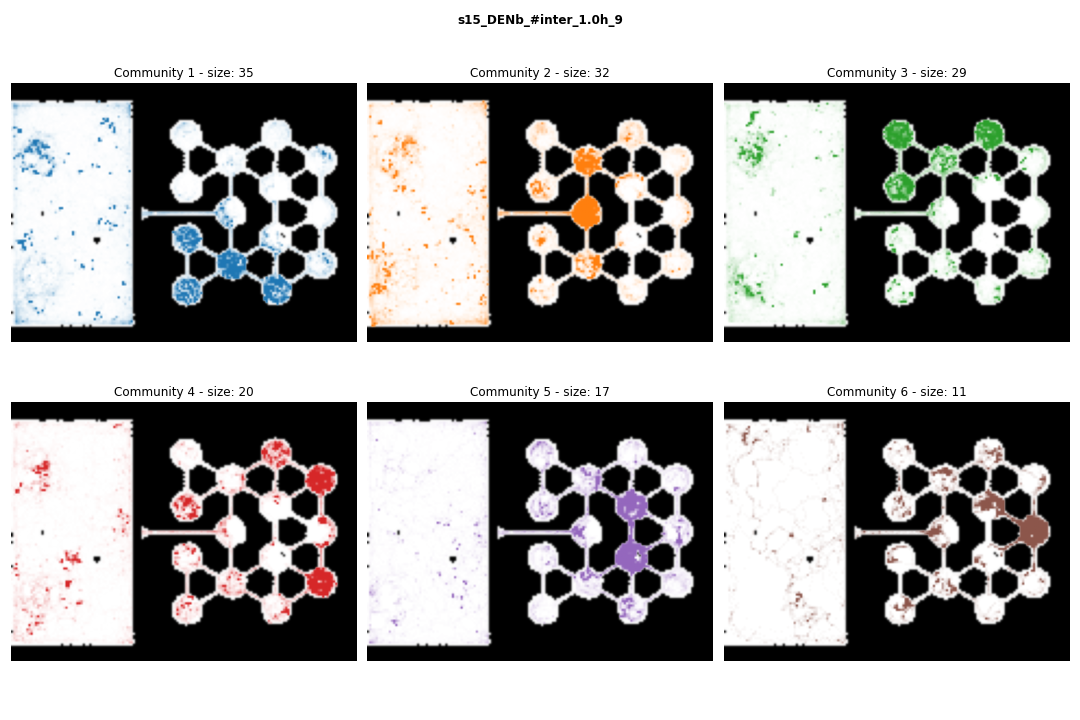 s15_DENb_#inter_1.0h_9
Community 1 - size: 35
Community 2 - size: 32
Community 3 - size: 29
Community 4 - size: 20
Community 5 - size: 17
Community 6 - size: 11